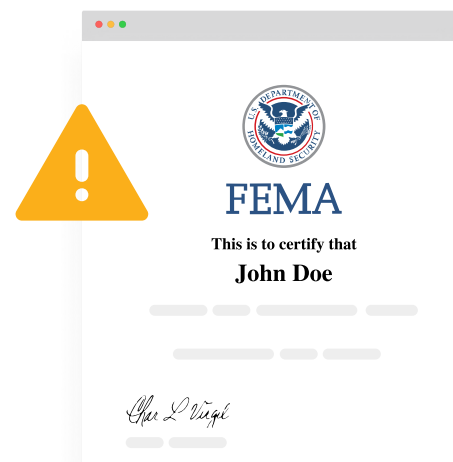 U.S. DEPARTMENT OF
HOMELAND SECURITY
FEMA
This is to certify that
John Doe